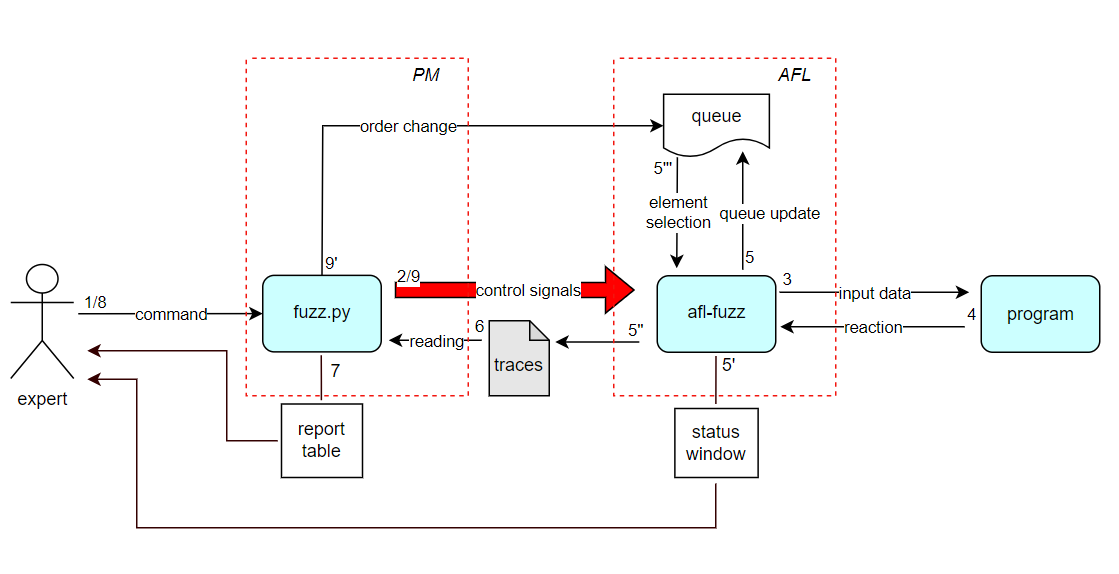 PM
AFL
queue
order change
5'''
element
selection
queue update
9'
2/9
5
3
1/8
command
fuzz.py
control signals
afl-fuzz
input data
4
program
6
5''
reading
traces
reaction
7
5'
expert
report
table
status
window